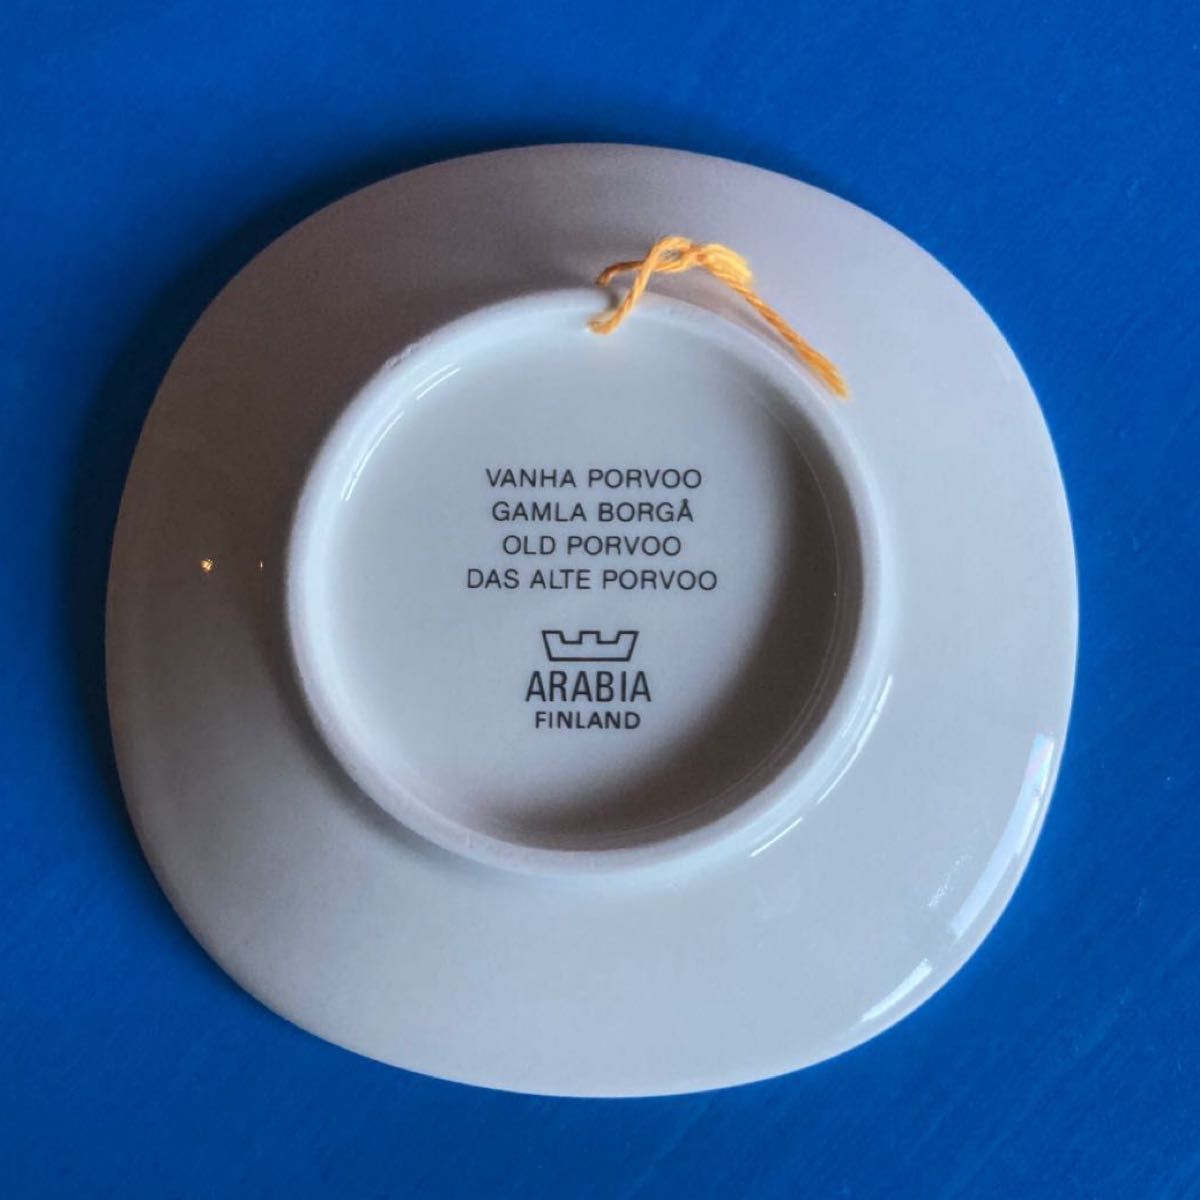 VANHA PORVOO
GAMLA BORGÅ
OLD PORVOO
DAS ALTE PORVOO
ARABIA
FINLAND